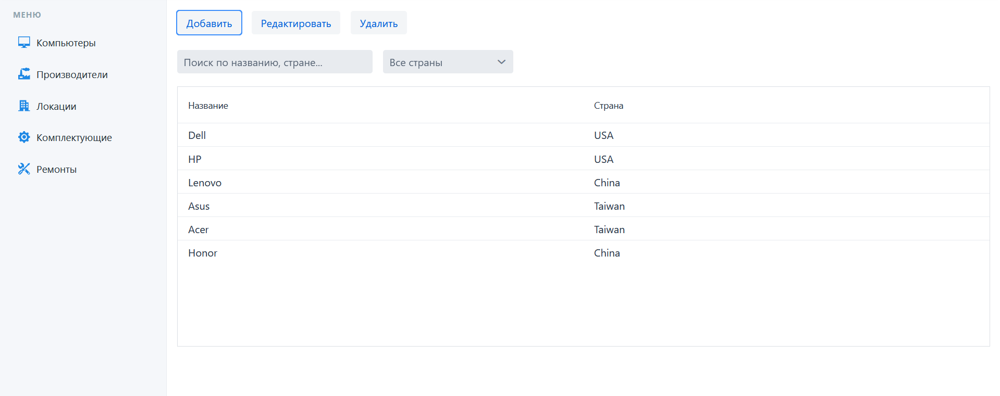 МЕНЮ
Компьютеры
Производители
Локации
Комплектующие
Ремонты
Добавить Редактировать Удалить
Поиск по названию, стране... Все страны
Название Страна
Dell USA
HP USA
Lenovo China
Asus Taiwan
Acer Taiwan
Honor China